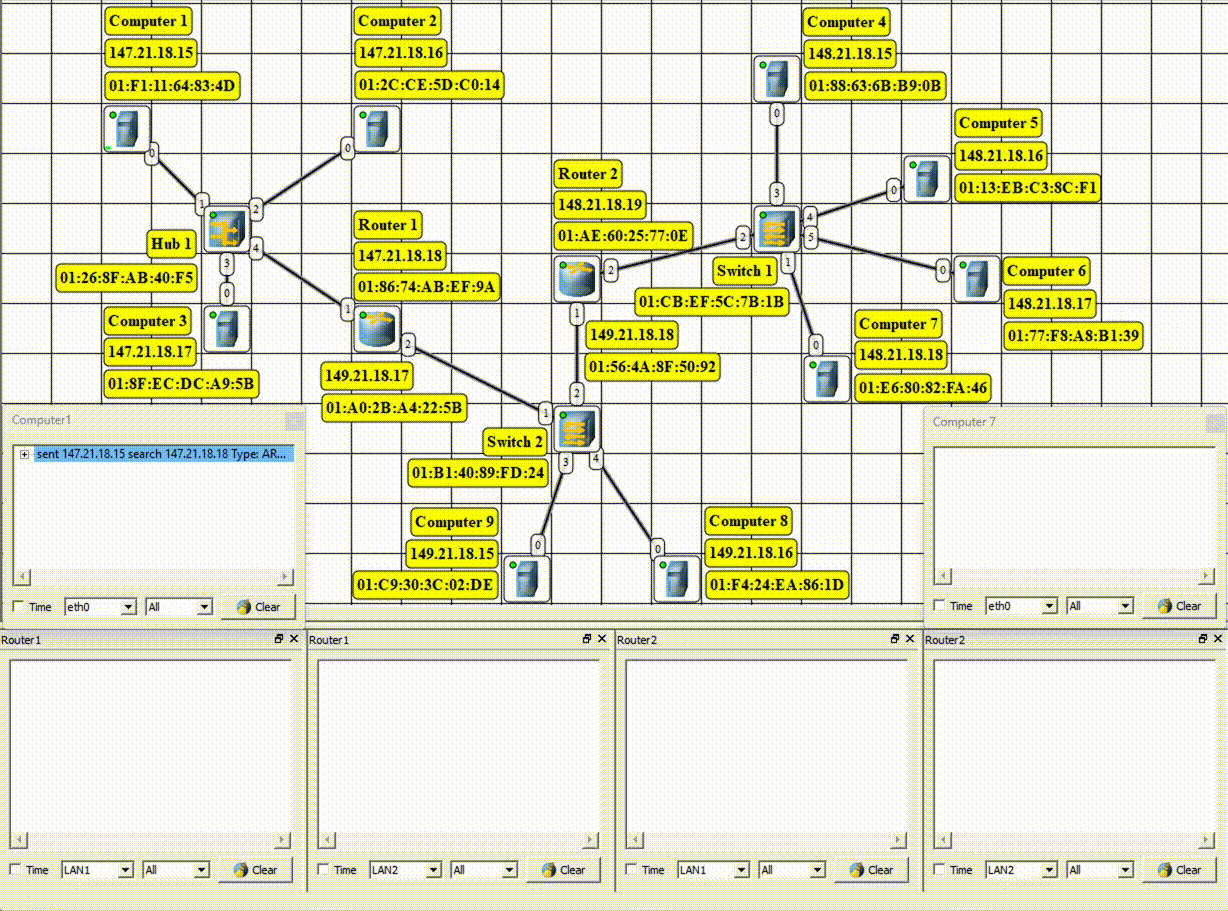 Computer 1
147.21.18.15
01:F1:11:64:83:4D
0
Computer 2
147.21.18.16
01:2C:CE:5D:C0:14
0
Computer 4
148.21.18.15
01:88:63:6B:B9:0B
0
Computer 5
148.21.18.16
01:13:EB:C3:8C:F1
0
1
2
3
4
Hub 1
01:26:8F:AB:40:F5
0
Computer 3
147.21.18.17
01:8F:EC:DC:A9:5B
Router 1
147.21.18.18
01:86:74:AB:EF:9A
1
2
149.21.18.17
01:A0:2B:A4:22:5B
Router 2
148.21.18.19
01:AE:60:25:77:0E
2
1
149.21.18.18
01:56:4A:8F:50:92
3
4
2
5
1
Switch 1
01:CB:EF:5C:7B:1B
0
Computer 6
148.21.18.17
01:77:F8:A8:B1:39
0
Computer 7
148.21.18.18
01:E6:80:82:FA:46
2
1
3
4
Switch 2
01:B1:40:89:FD:24
Computer 9
149.21.18.15
01:C9:30:3C:02:DE
0
Computer 8
149.21.18.16
01:F4:24:EA:86:1D
0
Computer1
sent 147.21.18.15 search 147.21.18.18 Type: AR...
Time eth0 All Clear
Computer 7
Time eth0 All Clear
Router1
Time LAN1 All Clear
Router1
Time LAN2 All Clear
Router2
Time LAN1 All Clear
Router2
Time LAN2 All Clear